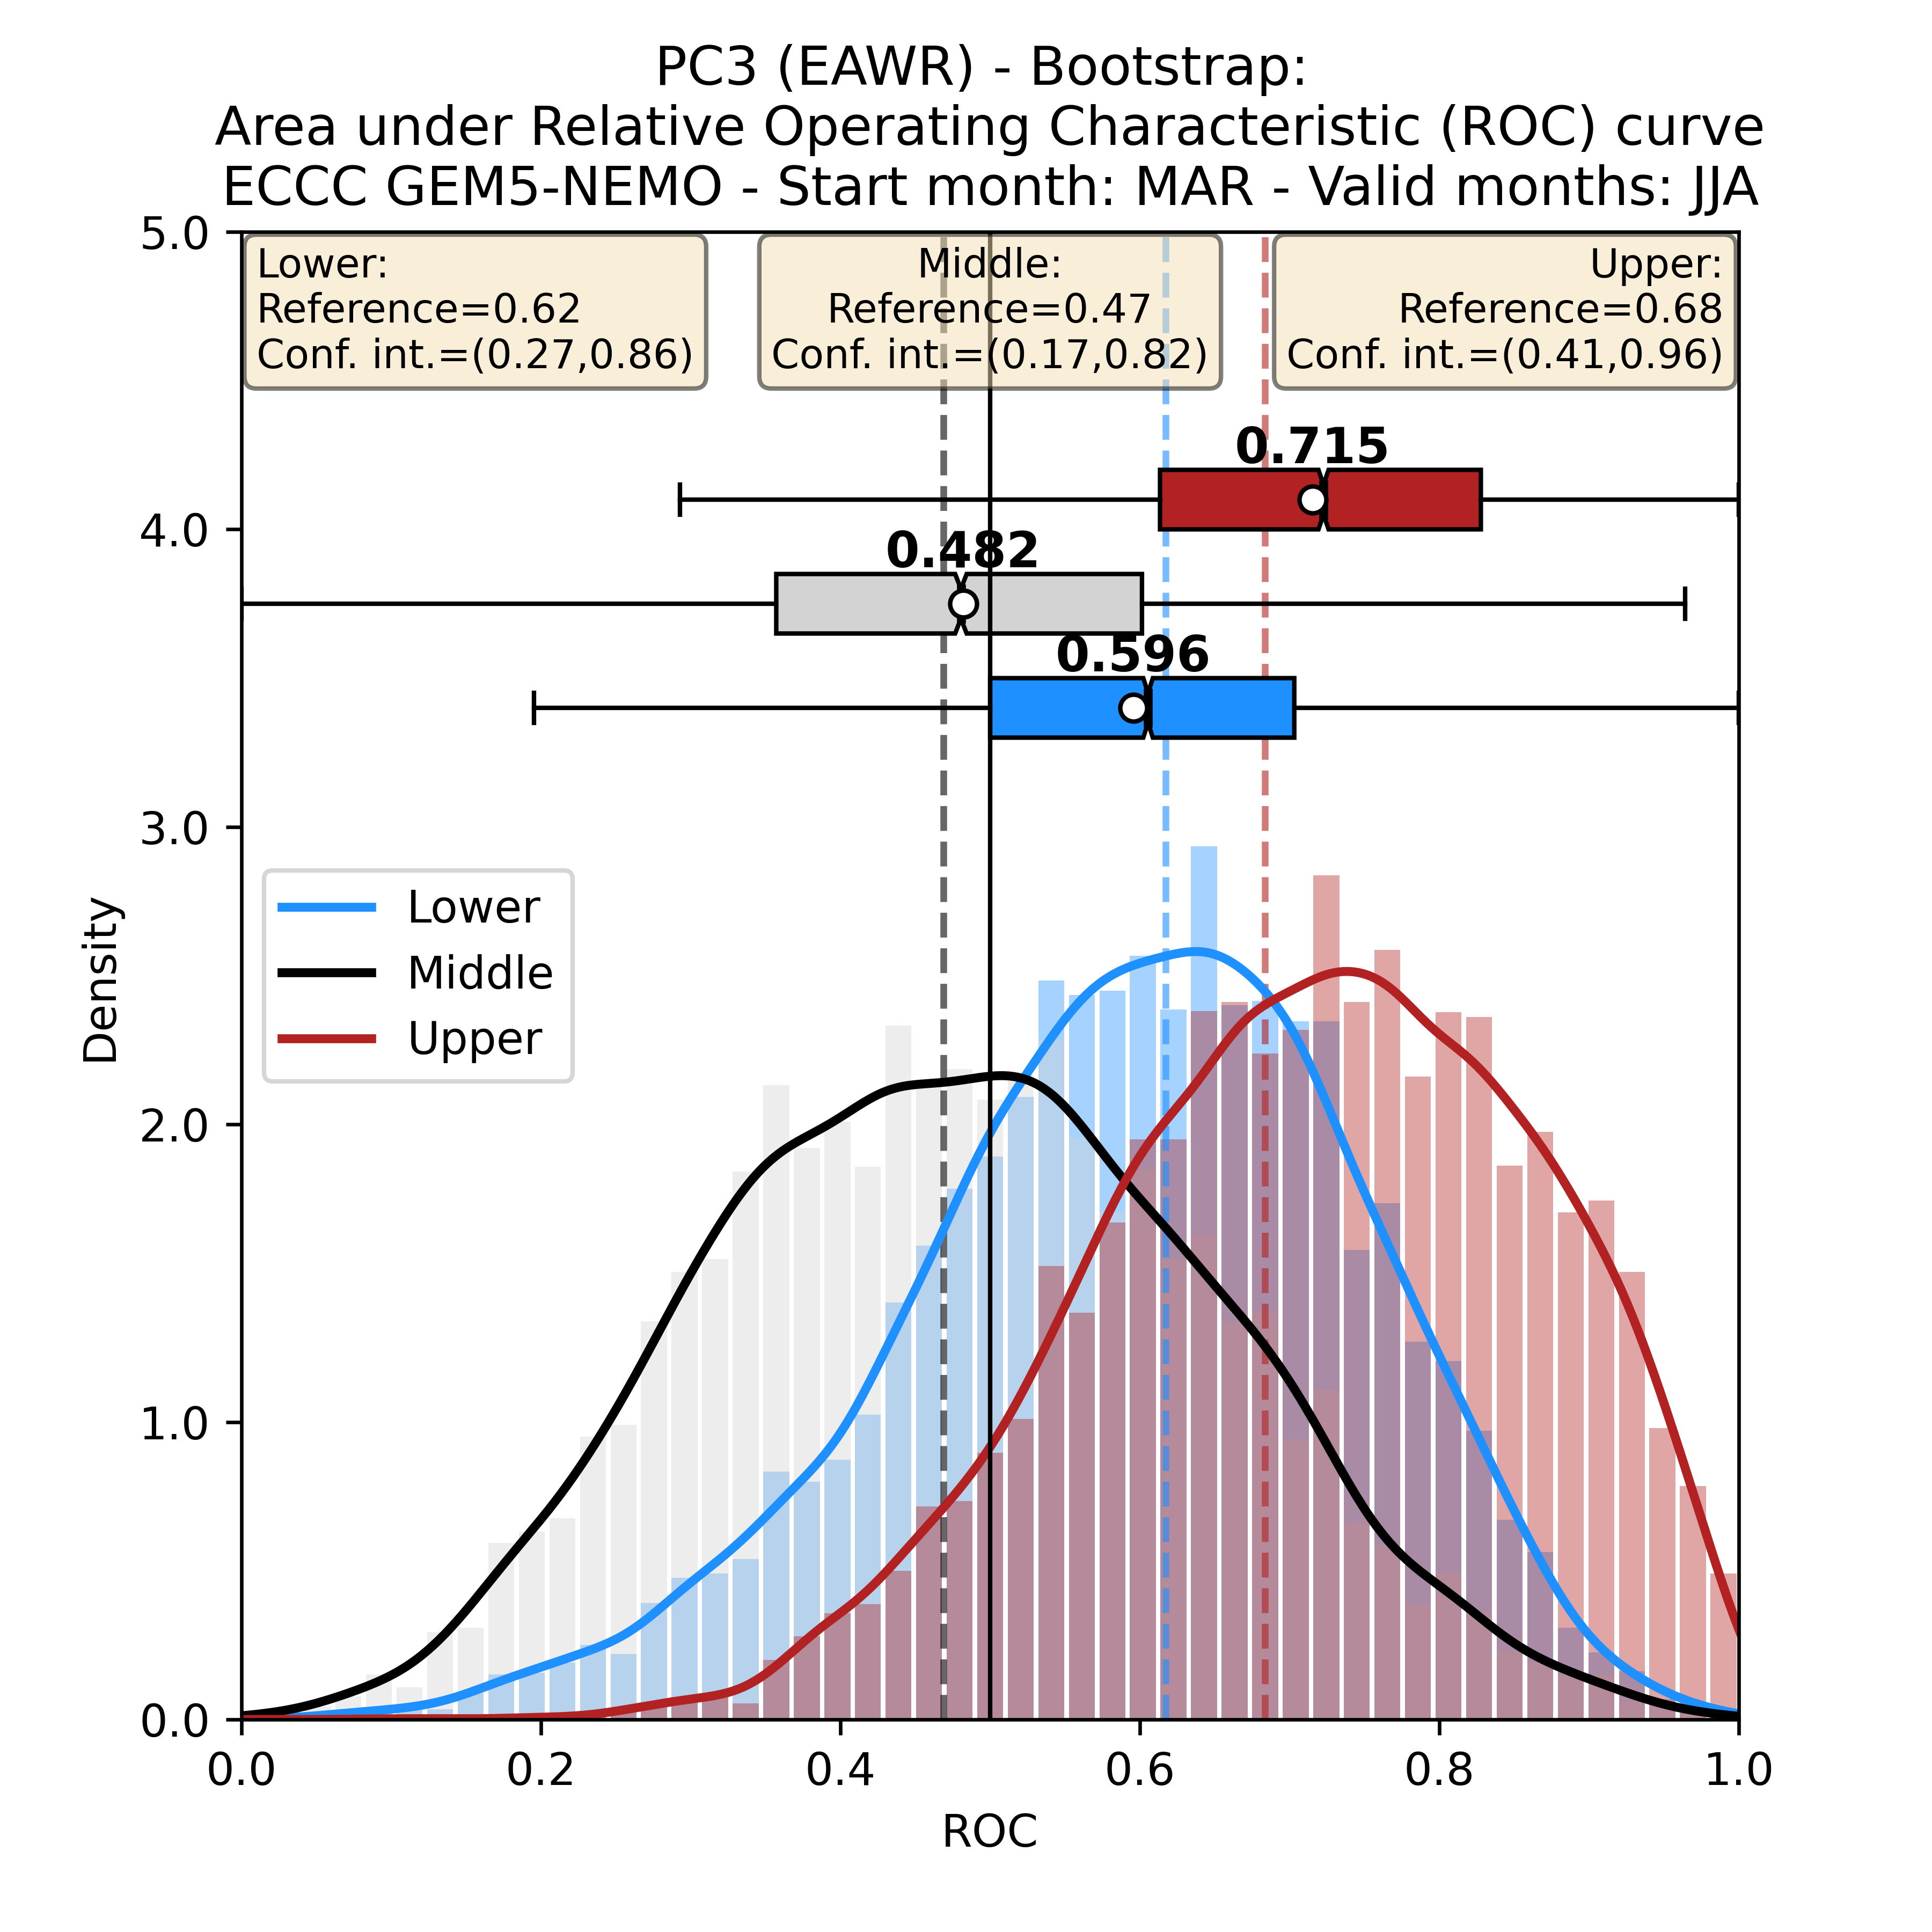 PC3 (EAWR) - Bootstrap:
Area under Relative Operating Characteristic (ROC) curve
ECCC GEM5-NEMO - Start month: MAR - Valid months: JJA
Lower:
Reference=0.62
Conf. int.=(0.27,0.86)
Middle:
Reference=0.47
Conf. int.=(0.17,0.82)
Upper:
Reference=0.68
Conf. int.=(0.41,0.96)
0.715
0.482
0.596
Lower
Middle
Upper
Density
5.0
4.0
3.0
2.0
1.0
0.0
0.0
0.2
0.4
0.6
0.8
1.0
ROC